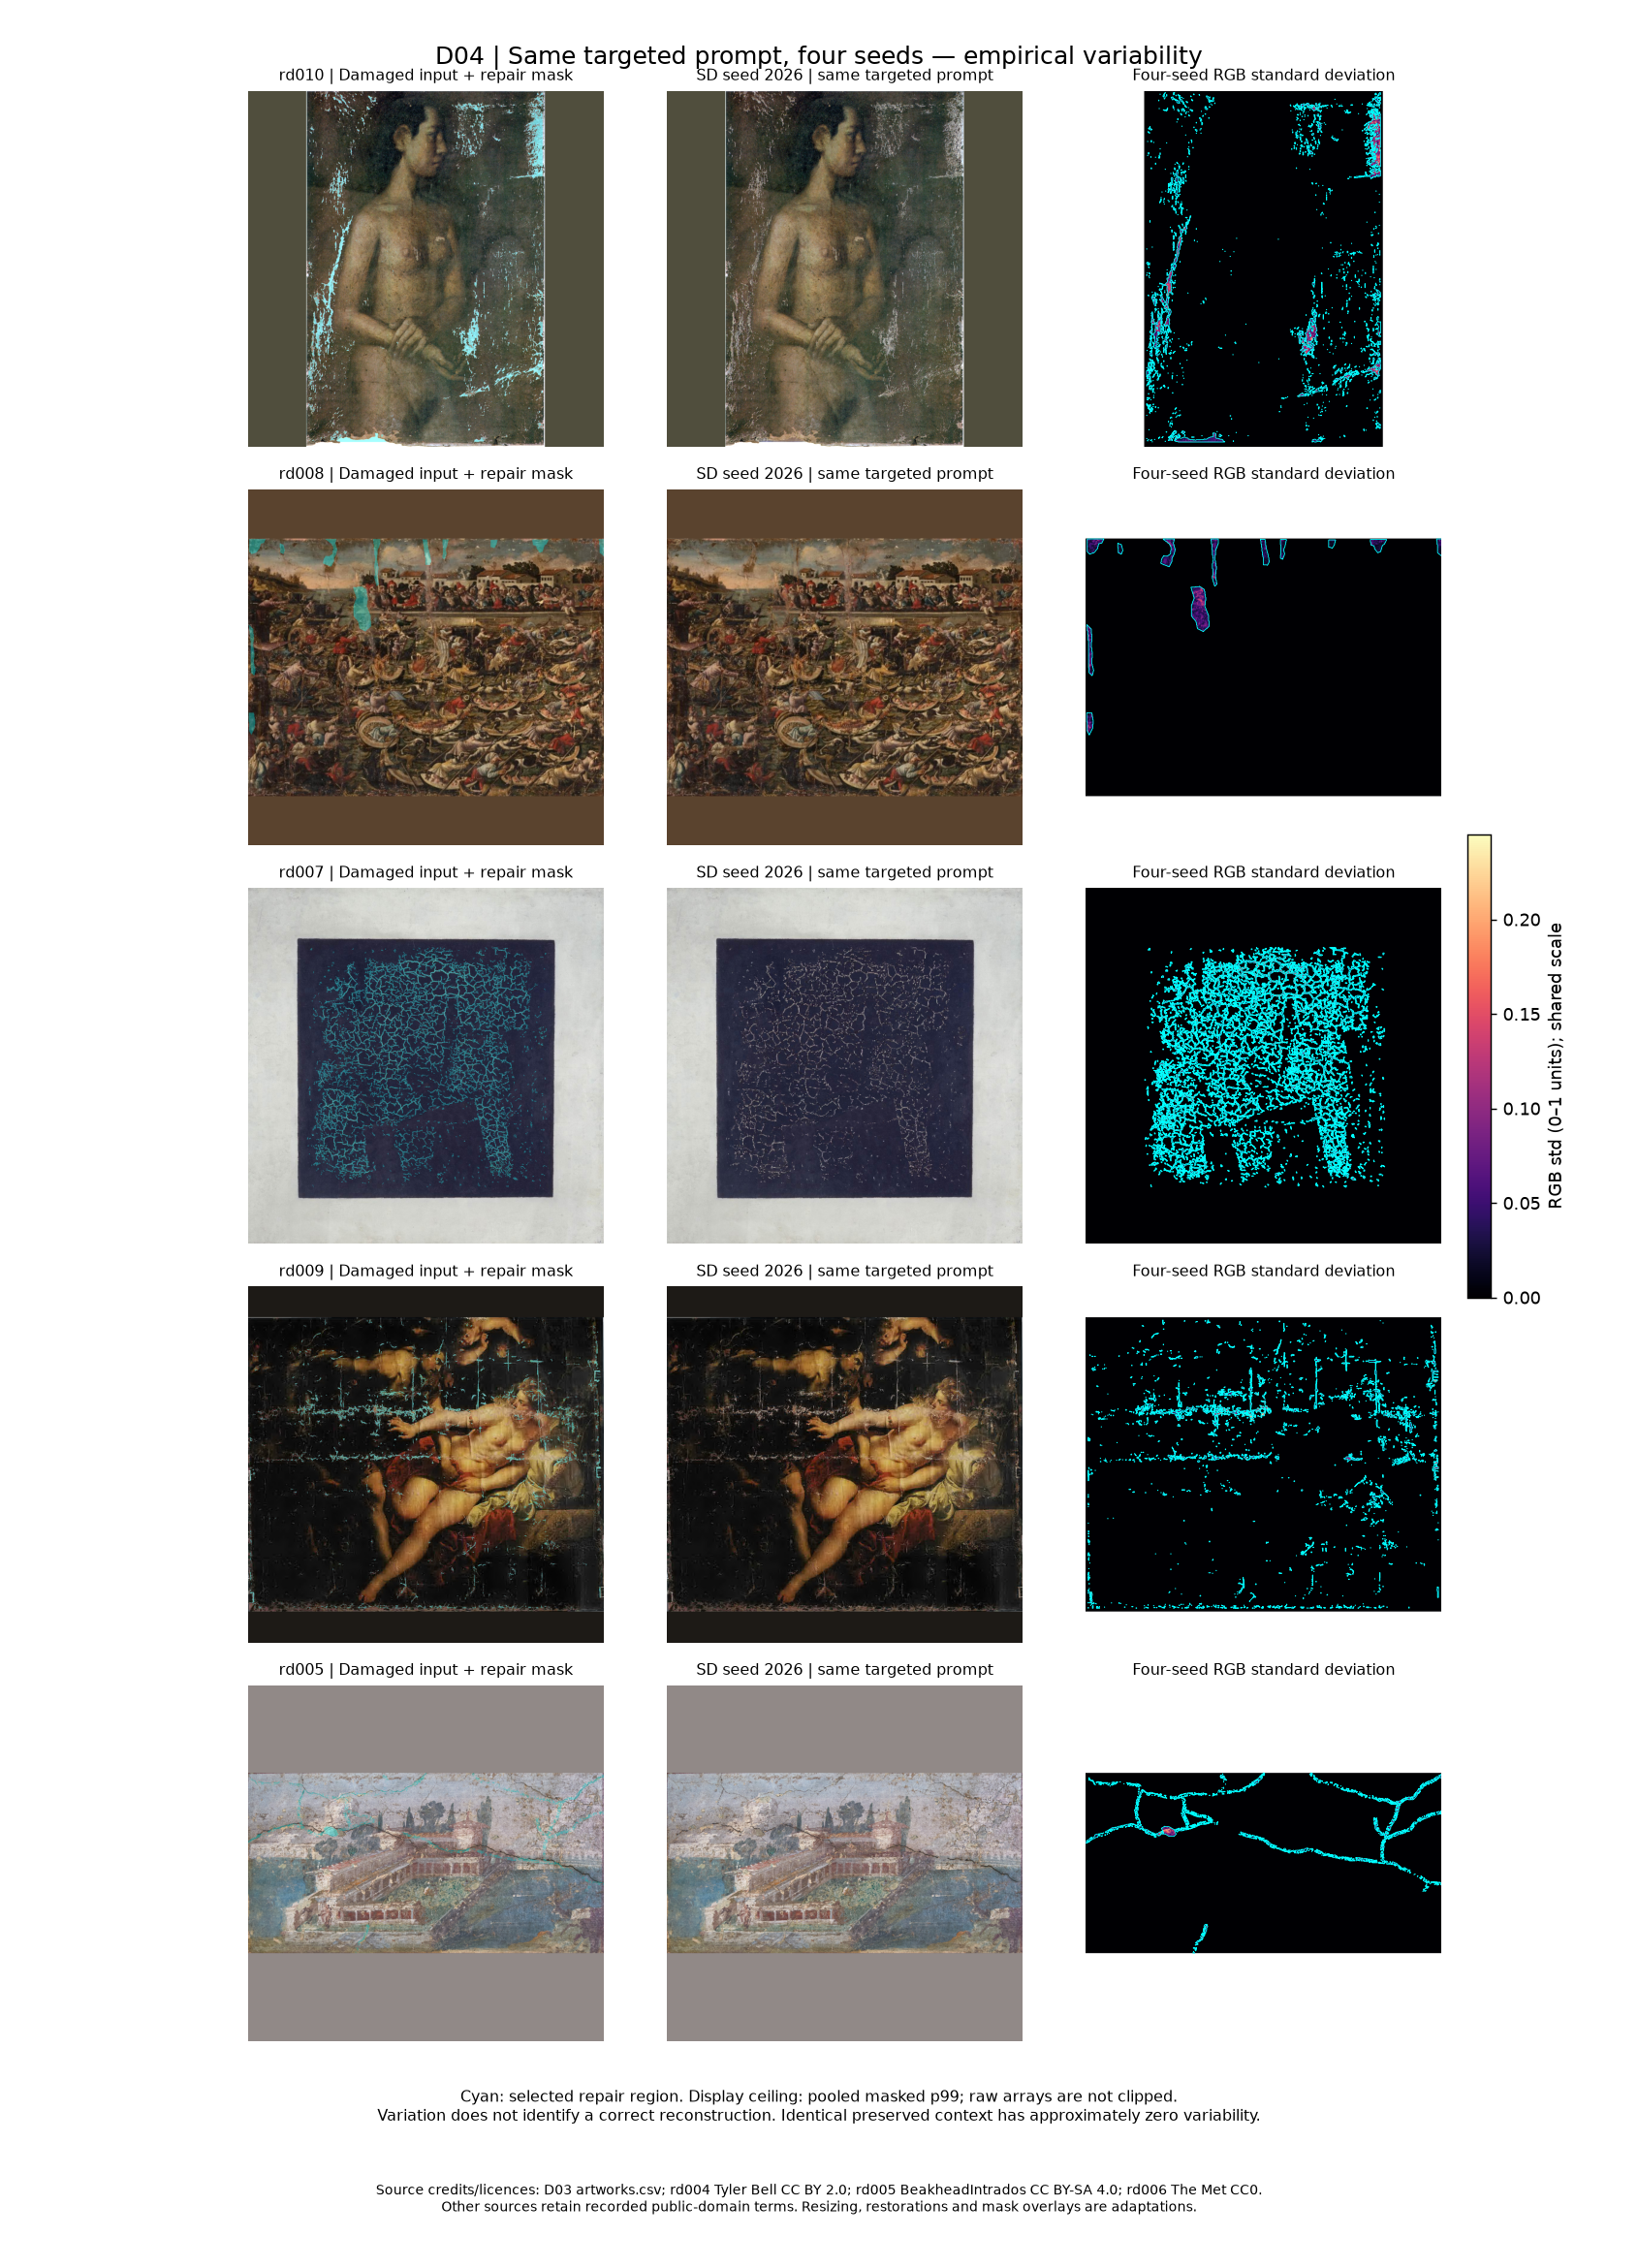 D04 | Same targeted prompt, four seeds — empirical variability
rd010 | Damaged input + repair mask
SD seed 2026 | same targeted prompt
Four-seed RGB standard deviation
rd008 | Damaged input + repair mask
SD seed 2026 | same targeted prompt
Four-seed RGB standard deviation
rd007 | Damaged input + repair mask
SD seed 2026 | same targeted prompt
Four-seed RGB standard deviation
0.20
0.15
0.10
0.05
0.00
RGB std (0–1 units); shared scale
rd009 | Damaged input + repair mask
SD seed 2026 | same targeted prompt
Four-seed RGB standard deviation
rd005 | Damaged input + repair mask
SD seed 2026 | same targeted prompt
Four-seed RGB standard deviation
Cyan: selected repair region. Display ceiling: pooled masked p99; raw arrays are not clipped.
Variation does not identify a correct reconstruction. Identical preserved context has approximately zero variability.
Source credits/licences: D03 artworks.csv; rd004 Tyler Bell CC BY 2.0; rd005 BeakheadIntrados CC BY-SA 4.0; rd006 The Met CC0.
Other sources retain recorded public-domain terms. Resizing, restorations and mask overlays are adaptations.